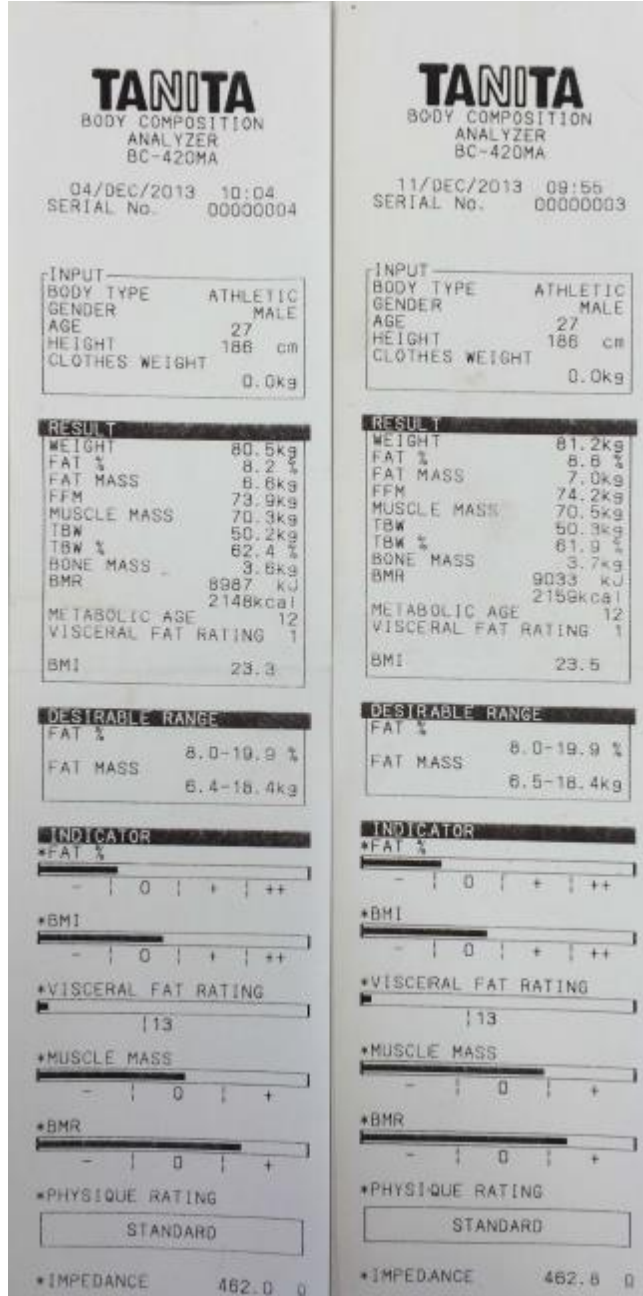 TANITA
BODY COMPOSITION
ANALYZER
BC-420MA
04/DEC/2013 10:04
SERIAL No. 00000004
INPUT
BODY TYPE ATHLETIC
GENDER MALE
AGE 27
HEIGHT 186 cm
CLOTHES WEIGHT
0.0kg
RESULT
WEIGHT 80.5kg
FAT % 8.2 %
FAT MASS 6.6kg
FFM 73.9kg
MUSCLE MASS 70.3kg
TBW 50.2kg
TBW % 62.4 %
BONE MASS 3.6kg
BMR 8987 kJ
2148kcal
METABOLIC AGE 12
VISCERAL FAT RATING 1
BMI 23.3
DESIRABLE RANGE
FAT %
8.0-19.9 %
FAT MASS
6.4-18.4kg
INDICATOR
*FAT %
- | 0 | + | ++
*BMI
- | 0 | + | ++
*VISCERAL FAT RATING
|13
*MUSCLE MASS
- | 0 | +
*BMR
- | 0 | +
*PHYSIQUE RATING
STANDARD
*IMPEDANCE 462.0 Ω
TANITA
BODY COMPOSITION
ANALYZER
BC-420MA
11/DEC/2013 09:55
SERIAL No. 00000003
INPUT
BODY TYPE ATHLETIC
GENDER MALE
AGE 27
HEIGHT 186 cm
CLOTHES WEIGHT
0.0kg
RESULT
WEIGHT 81.2kg
FAT % 8.6 %
FAT MASS 7.0kg
FFM 74.2kg
MUSCLE MASS 70.5kg
TBW 50.3kg
TBW % 61.9 %
BONE MASS 3.7kg
BMR 9033 kJ
2159kcal
METABOLIC AGE 12
VISCERAL FAT RATING 1
BMI 23.5
DESIRABLE RANGE
FAT %
8.0-19.9 %
FAT MASS
6.5-18.4kg
INDICATOR
*FAT %
- | 0 | + | ++
*BMI
- | 0 | + | ++
*VISCERAL FAT RATING
|13
*MUSCLE MASS
- | 0 | +
*BMR
- | 0 | +
*PHYSIQUE RATING
STANDARD
*IMPEDANCE 462.8 Ω